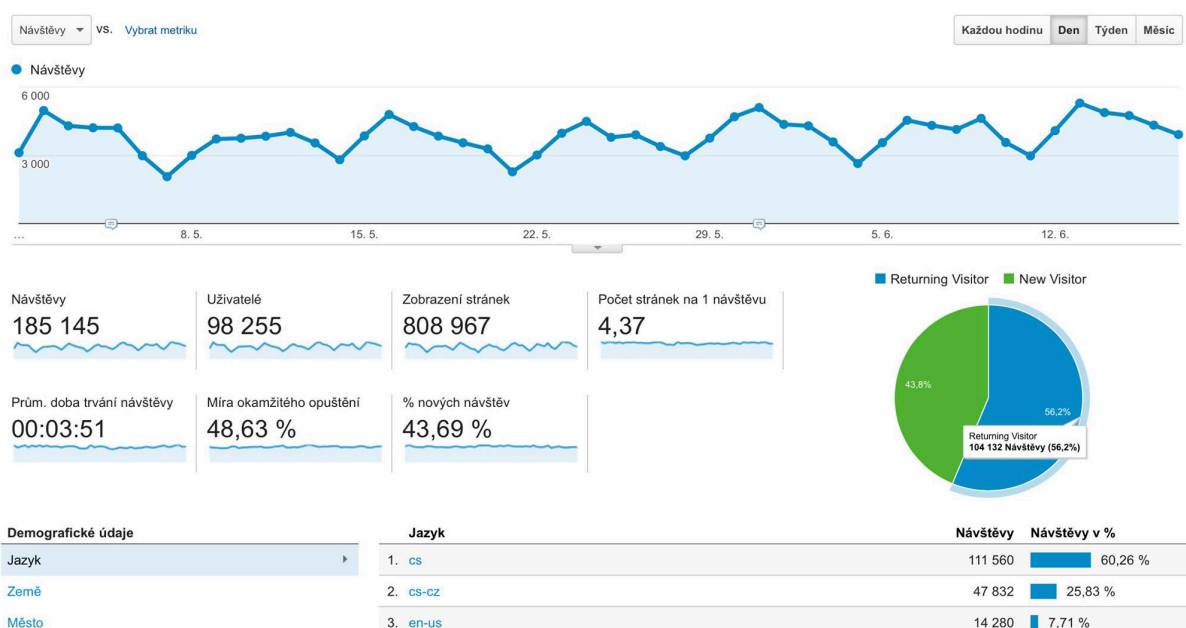 Návštěvy vs. Vybrat metriku
Každou hodinu Den Týden Měsíc
Návštěvy
6 000
3 000
... 8. 5. 15. 5. 22. 5. 29. 5. 5. 6. 12. 6.
Returning Visitor New Visitor
Návštěvy Uživatelé Zobrazení stránek Počet stránek na 1 návštěvu
185 145 98 255 808 967 4,37
43,8%
56,2%
Prům. doba trvání návštěvy Míra okamžitého opuštění % nových návštěv
00:03:51 48,63 % 43,69 %
Returning Visitor
104 132 Návštěvy (56,2%)
Demografické údaje Jazyk Návštěvy Návštěvy v %
Jazyk 1. cs 111 560 60,26 %
Země 2. cs-cz 47 832 25,83 %
Město 3. en-us 14 280 7,71 %